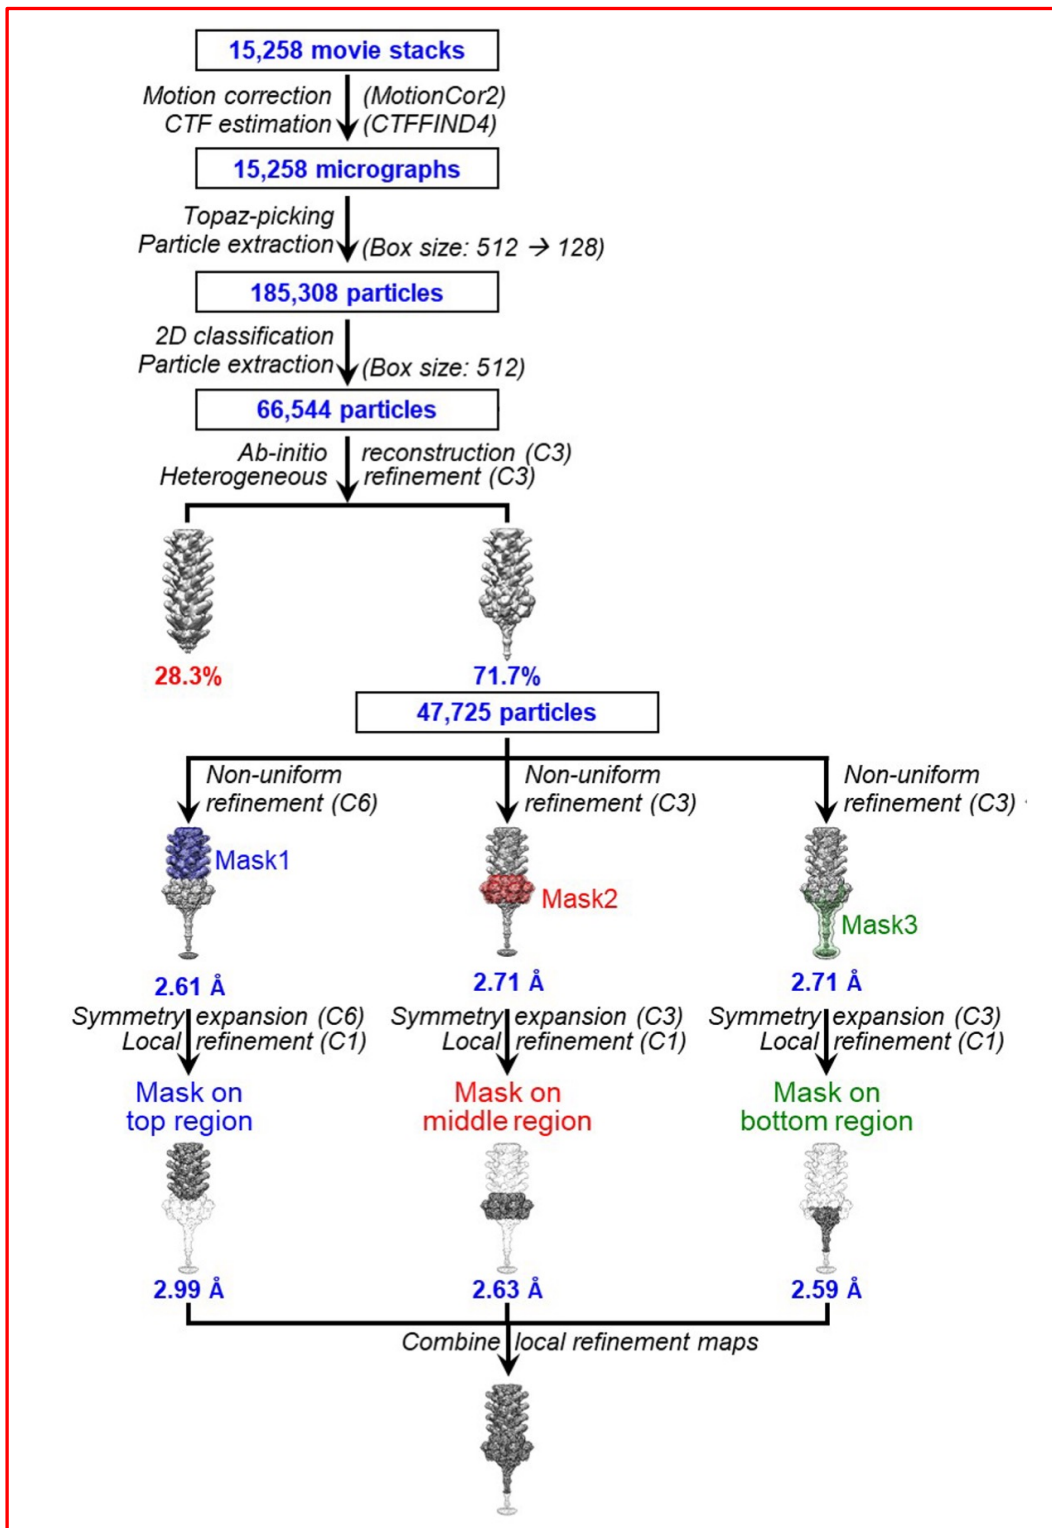 15,258 movie stacks
Motion correction (MotionCor2)
CTF estimation (CTFFIND4)
15,258 micrographs
Topaz-picking
Particle extraction (Box size: 512 → 128)
185,308 particles
2D classification
Particle extraction (Box size: 512)
66,544 particles
Ab-initio reconstruction (C3)
Heterogeneous refinement (C3)
28.3% 71.7%
47,725 particles
Non-uniform refinement (C6)
Non-uniform refinement (C3)
Non-uniform refinement (C3)
Mask1
Mask2
Mask3
2.61 Å 2.71 Å 2.71 Å
Symmetry expansion (C6) Symmetry expansion (C3) Symmetry expansion (C3)
Local refinement (C1) Local refinement (C1) Local refinement (C1)
Mask on Mask on Mask on
top region middle region bottom region
2.99 Å 2.63 Å 2.59 Å
Combine local refinement maps